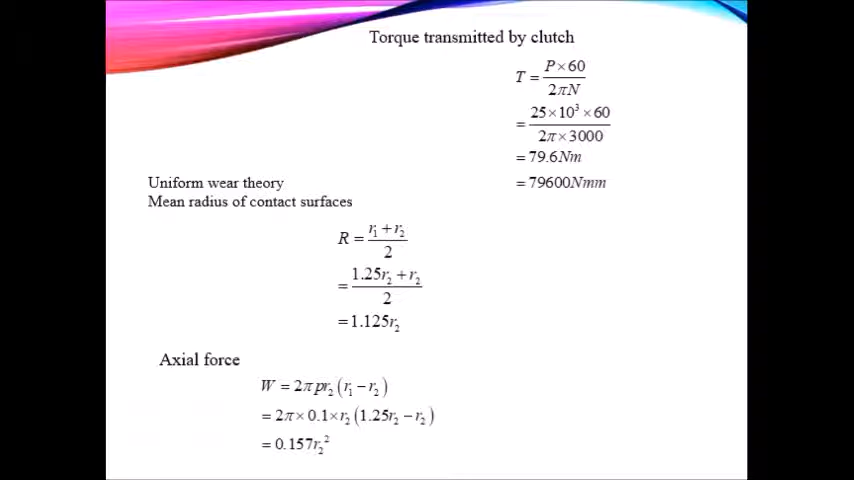 Torque transmitted by clutch
T = P×60 / 2πN
= 25×10³×60 / 2π×3000
= 79.6Nm
= 79600Nmm
Uniform wear theory
Mean radius of contact surfaces
R = r₁+r₂ / 2
= 1.25r₂+r₂ / 2
= 1.125r₂
Axial force
W = 2πpr₂(r₁−r₂)
= 2π×0.1×r₂(1.25r₂−r₂)
= 0.157r₂²